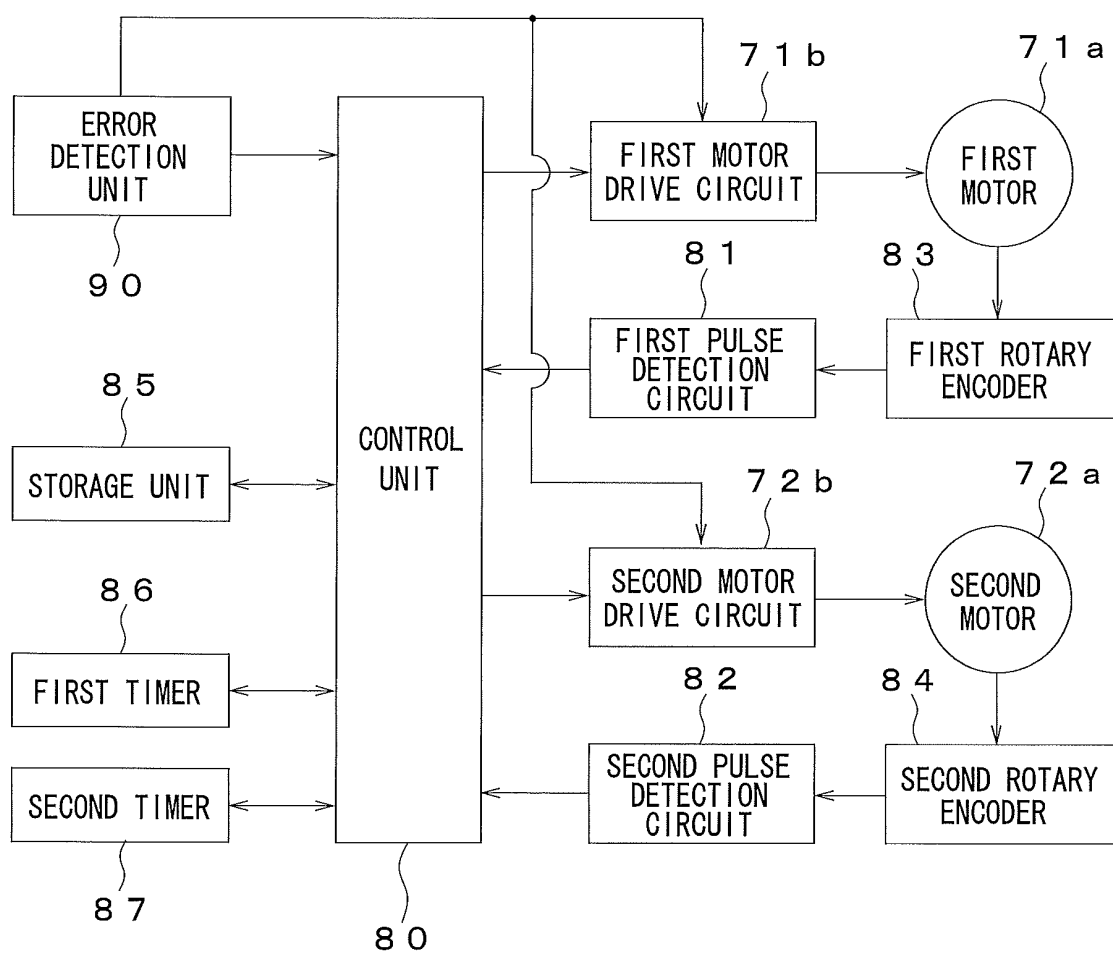 71b
71a
ERROR
DETECTION
UNIT
FIRST MOTOR
DRIVE CIRCUIT
FIRST
MOTOR
90
81
83
FIRST PULSE
DETECTION
CIRCUIT
FIRST ROTARY
ENCODER
85
STORAGE UNIT
CONTROL
UNIT
72b
72a
SECOND MOTOR
DRIVE CIRCUIT
SECOND
MOTOR
86
FIRST TIMER
82
84
SECOND PULSE
DETECTION
CIRCUIT
SECOND ROTARY
ENCODER
SECOND TIMER
87
80